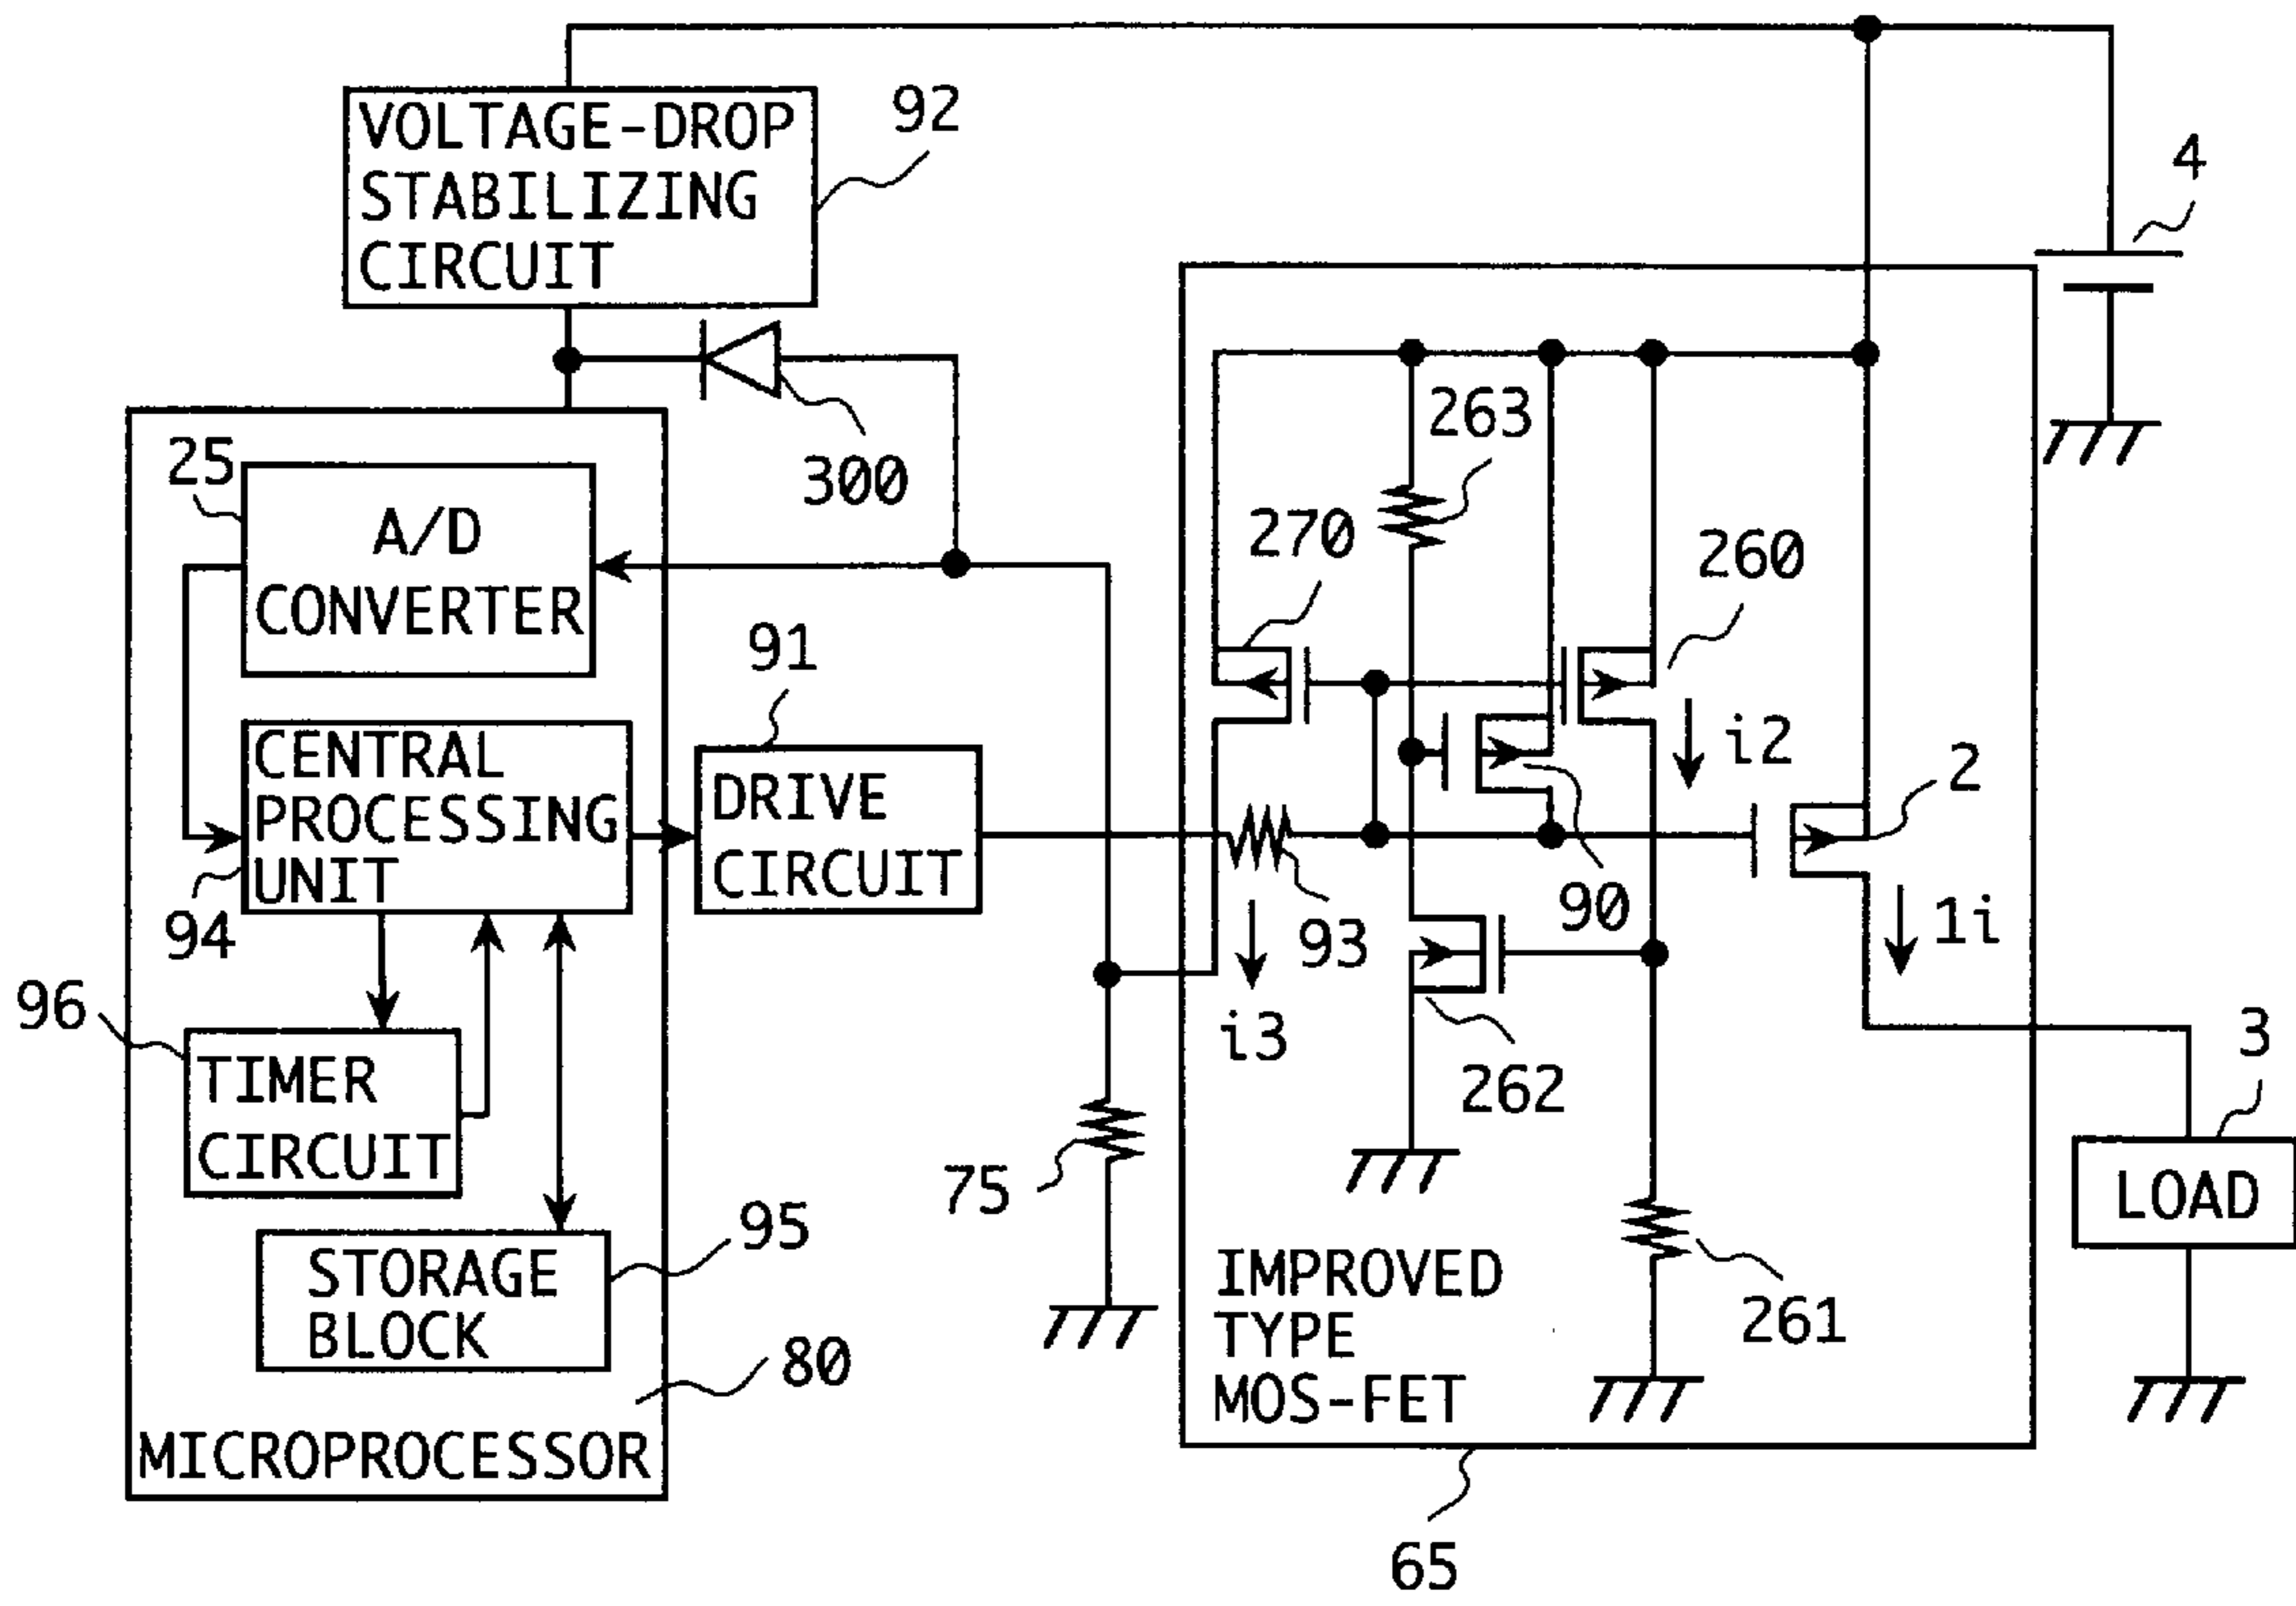 VOLTAGE-DROP
STABILIZING
CIRCUIT
92
4
300
25
A/D
CONVERTER
263
270
260
91
CENTRAL
PROCESSING
UNIT
94
DRIVE
CIRCUIT
i2
2
90
93
1i
96
TIMER
CIRCUIT
i3
262
3
75
LOAD
95
STORAGE
BLOCK
80
MICROPROCESSOR
IMPROVED
TYPE
MOS-FET
261
65